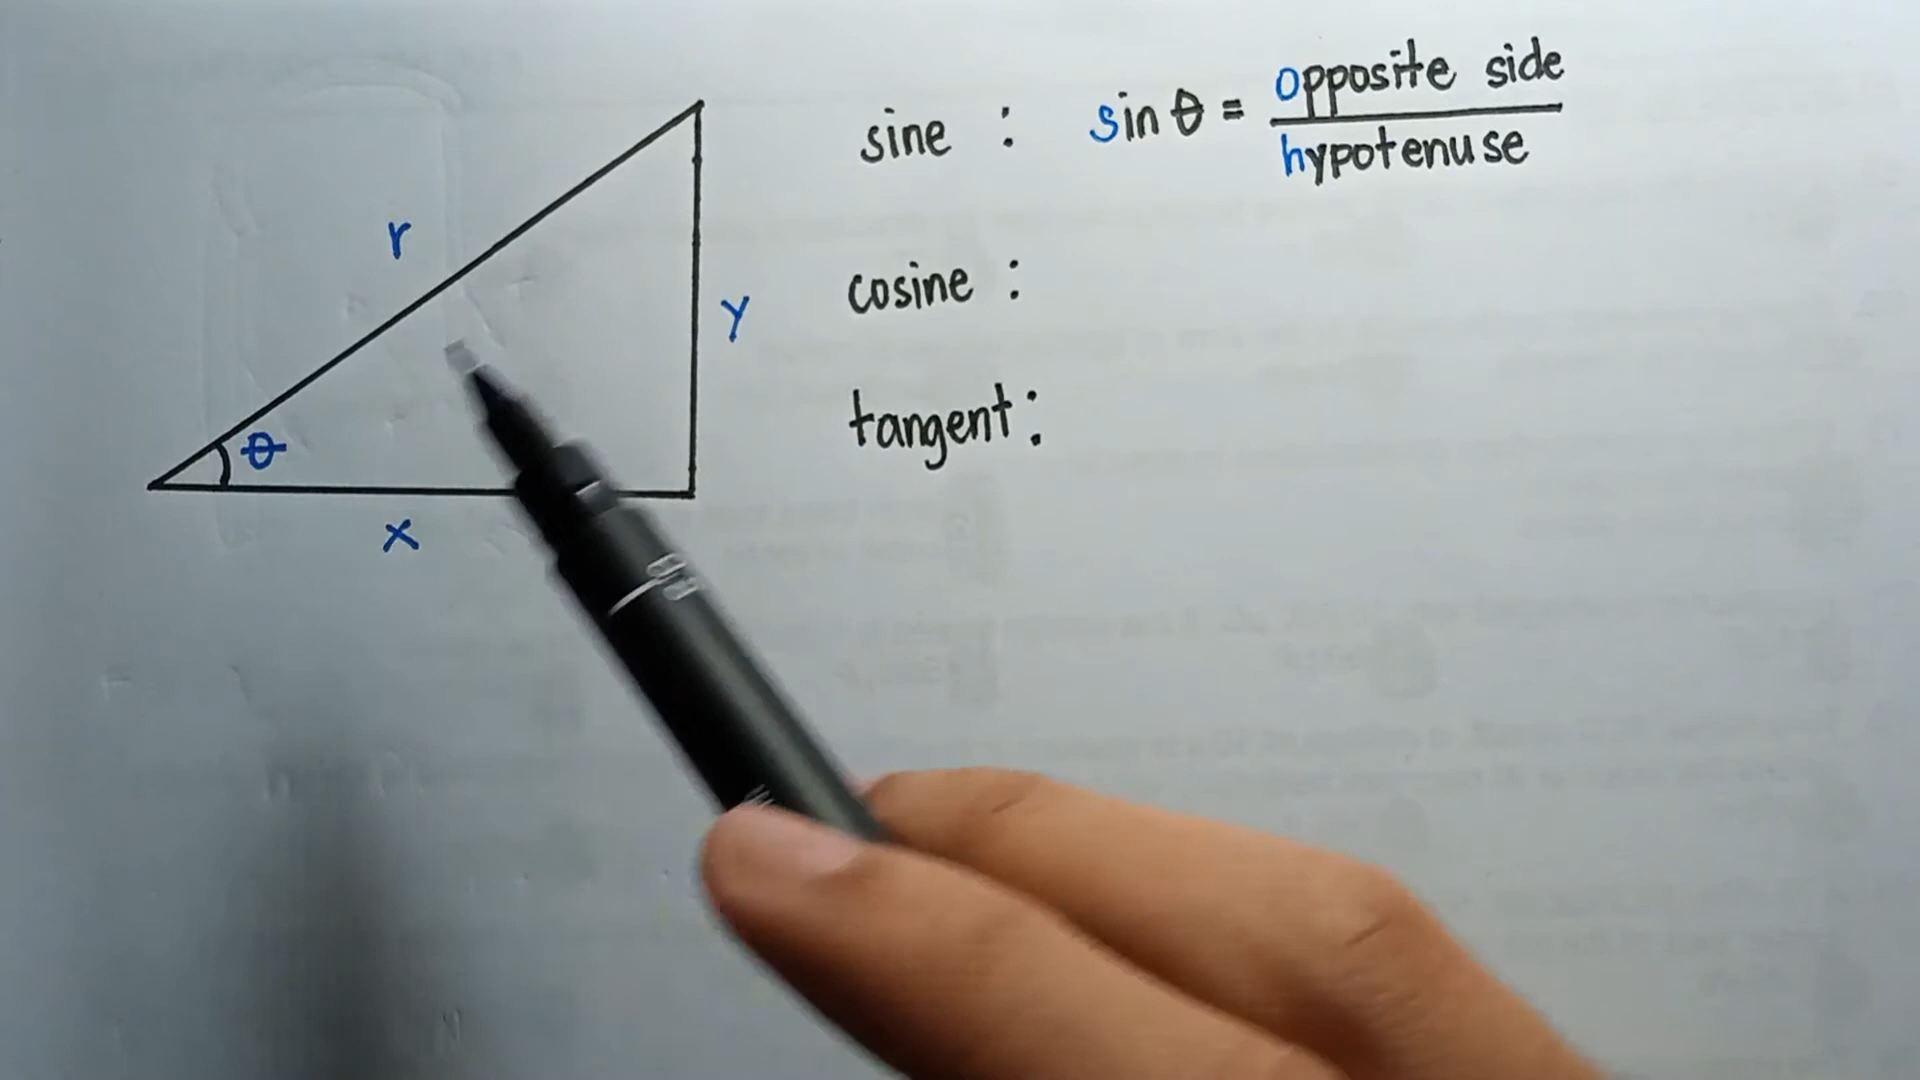 sine : sin θ = opposite side
hypotenuse
r
cosine :
y
tangent :
θ
x